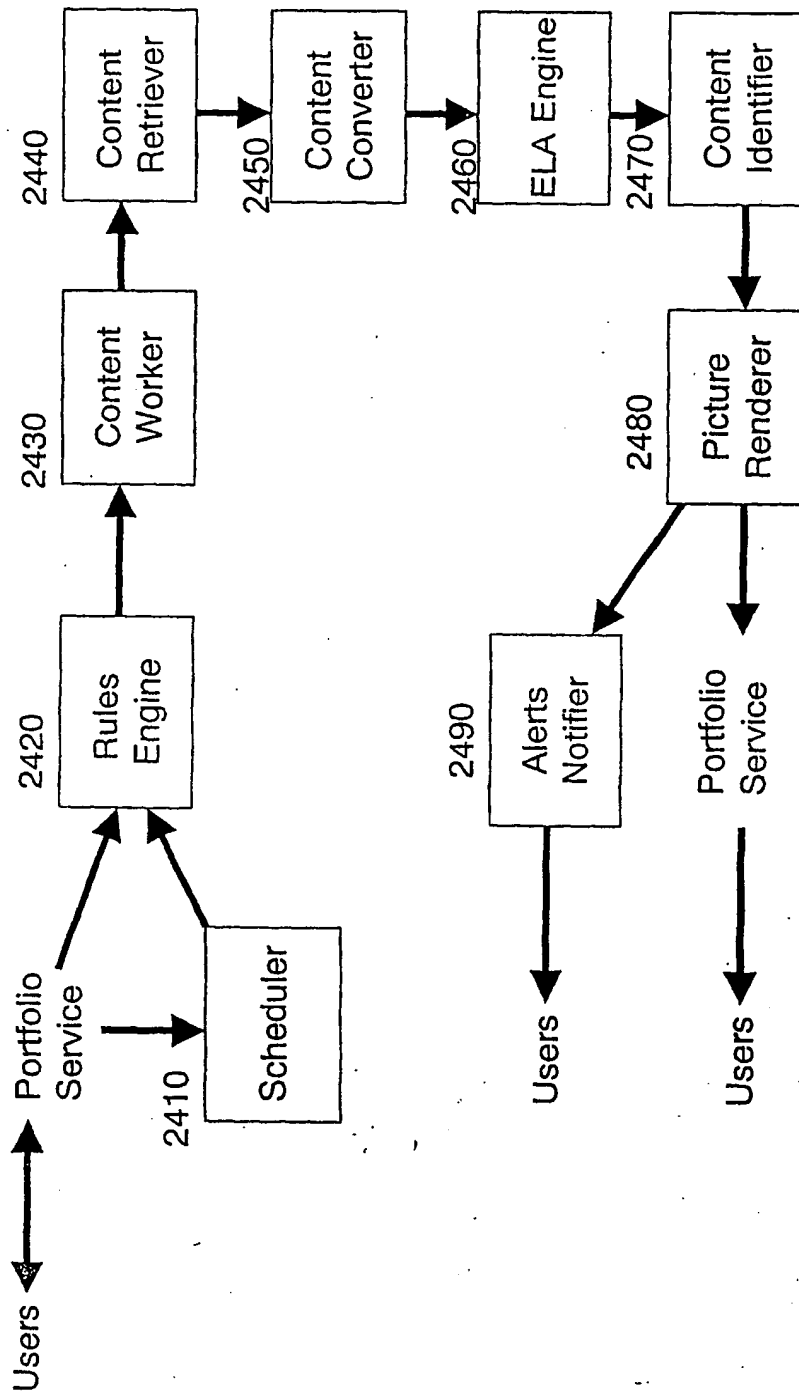 Users
Portfolio
Service
2410
Scheduler
2420
Rules
Engine
2430
Content
Worker
2440
Content
Retriever
2450
Content
Converter
2460
ELA Engine
2470
Content
Identifier
2480
Picture
Renderer
2490
Alerts
Notifier
Users
Portfolio
Service
Users